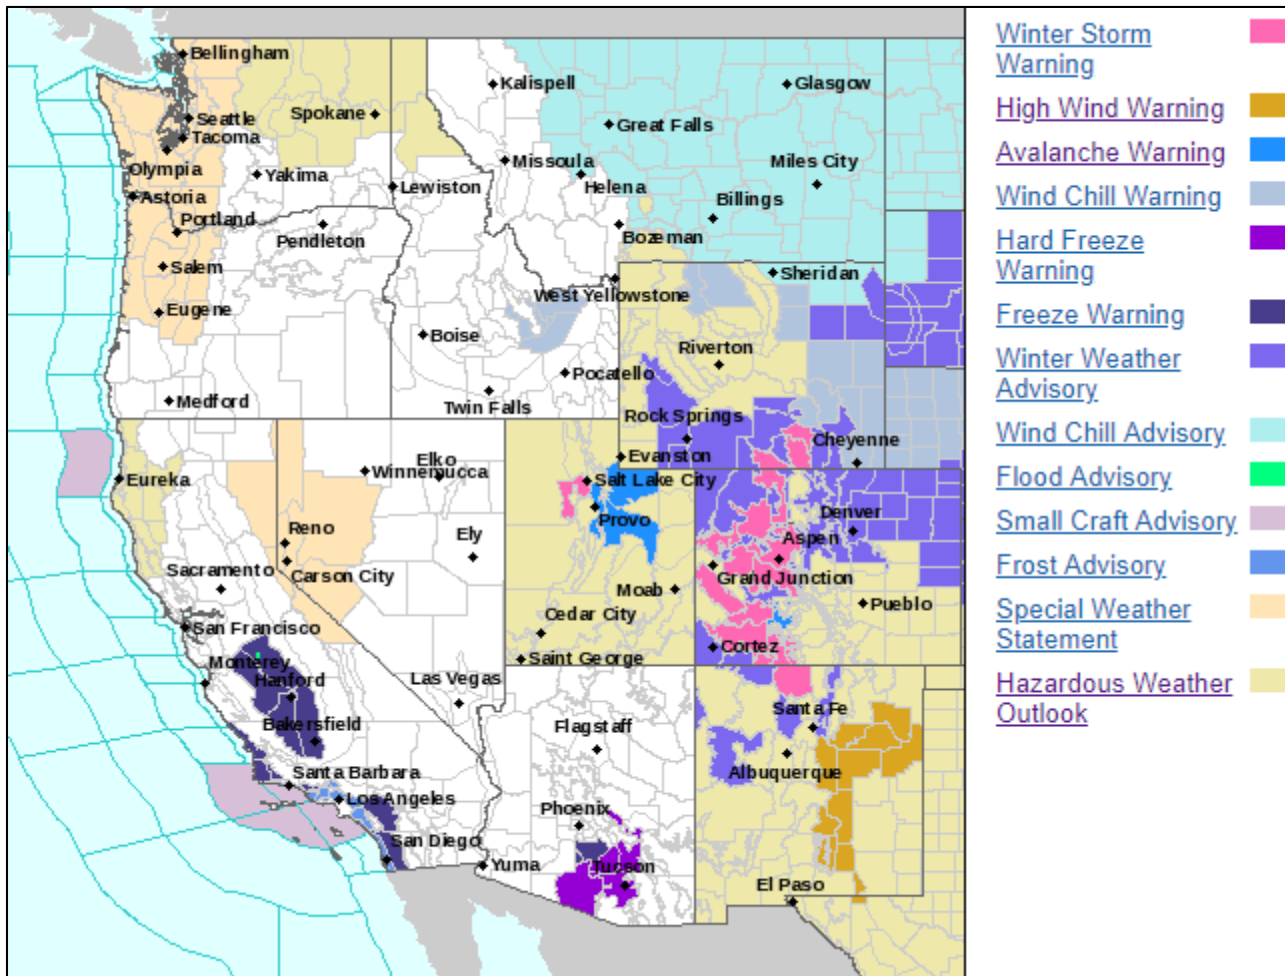 Bellingham
Kalispell
Glasgow
Spokane
Seattle
Great Falls
Tacoma
Olympia
Missoula
Miles City
Yakima
Lewiston
Helena
Astoria
Billings
Portland
Pendleton
Bozeman
Salem
Sheridan
West Yellowstone
Eugene
Boise
Riverton
Pocatello
Medford
Twin Falls
Rock Springs
Cheyenne
Elko
Evanston
Winnemucca
Eureka
Salt Lake City
Provo
Denver
Reno
Ely
Aspen
Sacramento
Carson City
Grand Junction
Moab
Pueblo
Cedar City
San Francisco
Cortez
Monterey
Saint George
Hanford
Las Vegas
Santa Fe
Bakersfield
Flagstaff
Albuquerque
Santa Barbara
Los Angeles
Phoenix
San Diego
Yuma
Tucson
El Paso
Winter Storm
Warning
High Wind Warning
Avalanche Warning
Wind Chill Warning
Hard Freeze
Warning
Freeze Warning
Winter Weather
Advisory
Wind Chill Advisory
Flood Advisory
Small Craft Advisory
Frost Advisory
Special Weather
Statement
Hazardous Weather
Outlook